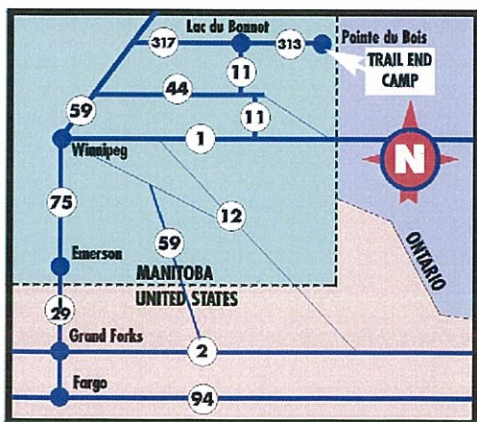 Lac du Bonnet
317
313
Pointe du Bois
TRAIL END
CAMP
11
44
59
11
1
Winnipeg
N
75
12
59
Emerson
MANITOBA
UNITED STATES
ONTARIO
29
Grand Forks
2
Fargo
94